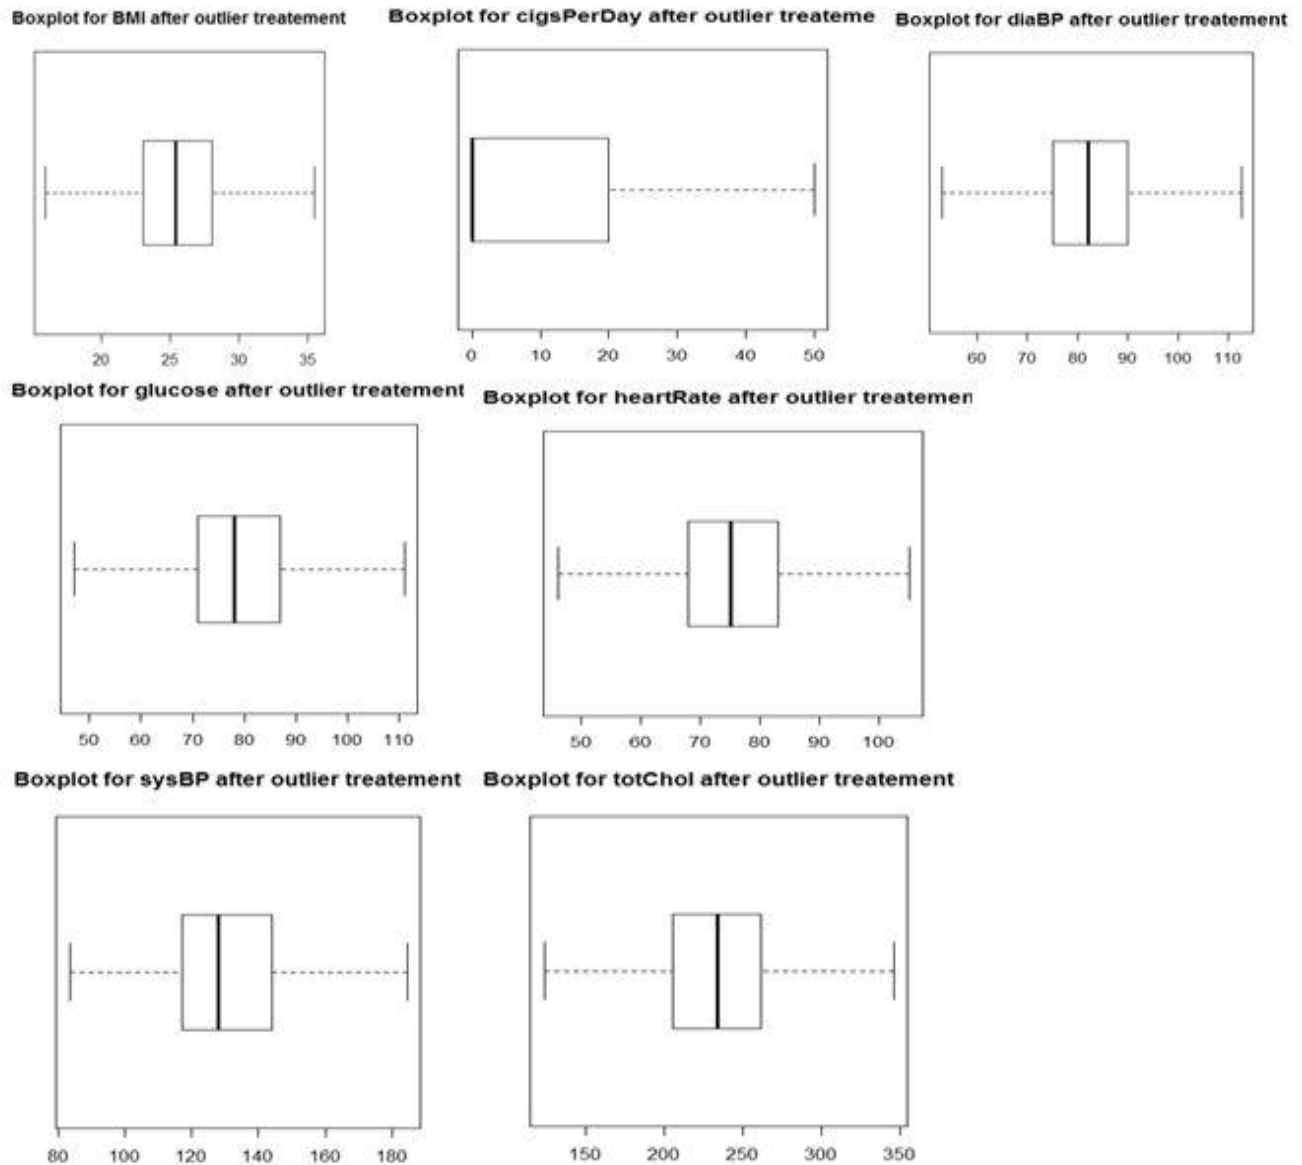 Boxplot for BMI after outlier treatement
Boxplot for cigsPerDay after outlier treateme
Boxplot for diaBP after outlier treatement
20 25 30 35
0 10 20 30 40 50
60 70 80 90 100 110
Boxplot for glucose after outlier treatement
Boxplot for heartRate after outlier treatemen
50 60 70 80 90 100 110
50 60 70 80 90 100
Boxplot for sysBP after outlier treatement
Boxplot for totChol after outlier treatement
80 100 120 140 160 180
150 200 250 300 350